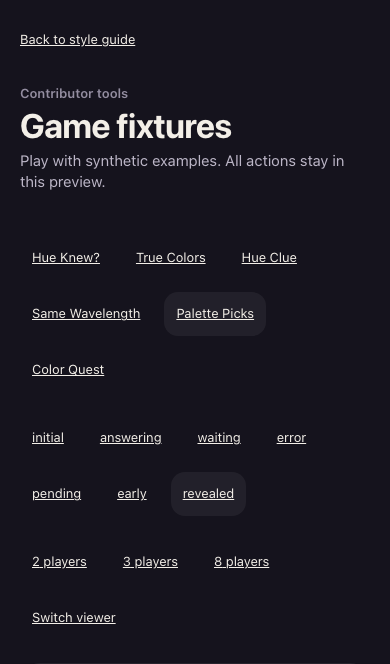 Back to style guide
Contributor tools
Game fixtures
Play with synthetic examples. All actions stay in
this preview.
Hue Knew? True Colors Hue Clue
Same Wavelength Palette Picks
Color Quest
initial answering waiting error
pending early revealed
2 players 3 players 8 players
Switch viewer